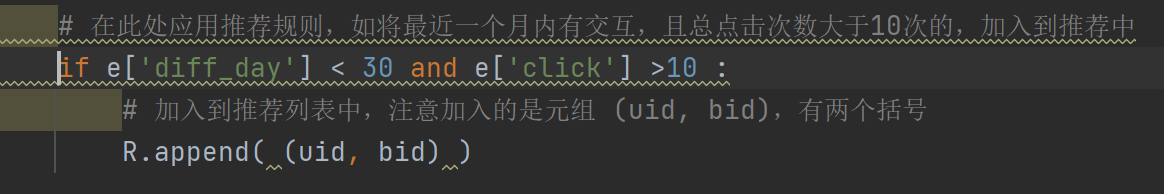 # 在此处应用推荐规则，如将最近一个月内有交互，且总点击次数大于10次的，加入到推荐中
if e['diff_day'] < 30 and e['click'] >10 :
# 加入到推荐列表中，注意加入的是元组 (uid, bid)，有两个括号
R.append( (uid, bid) )